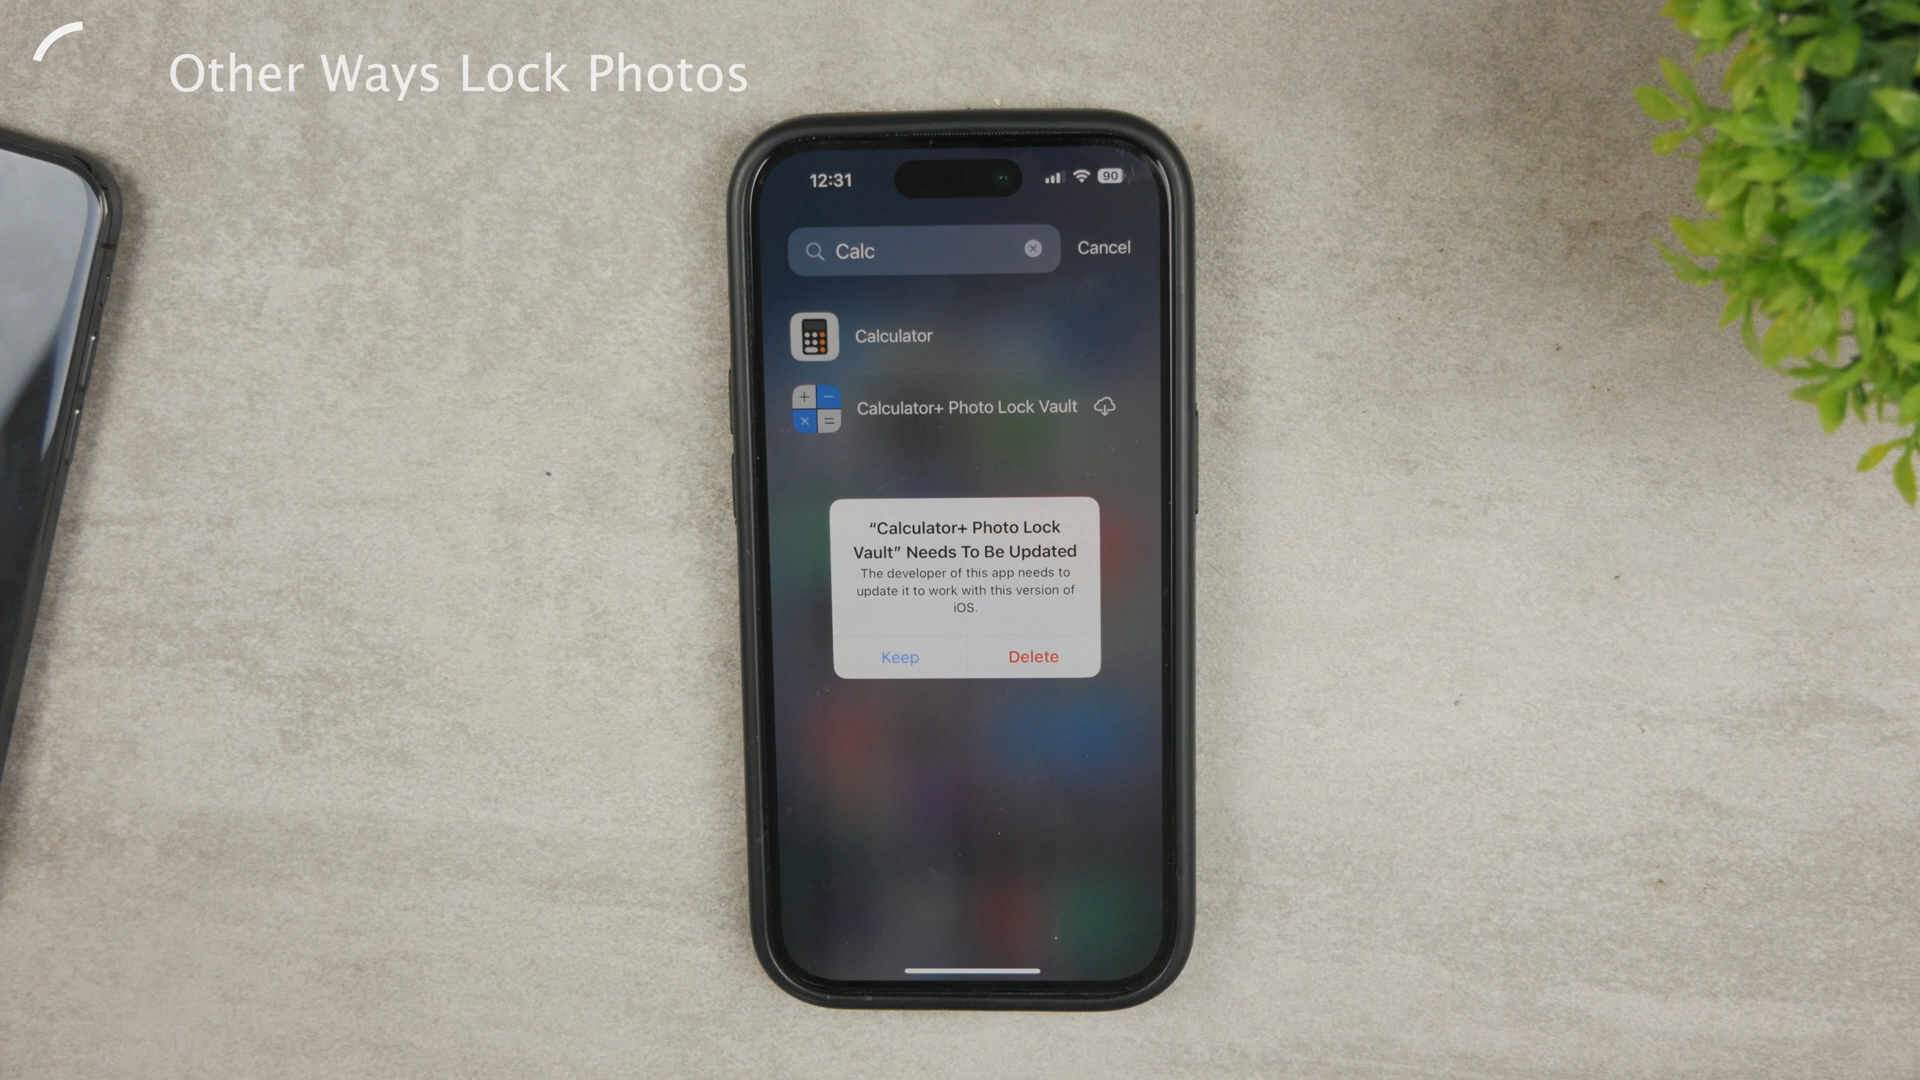 Other Ways Lock Photos
12:31
90
Calc
Cancel
Calculator
Calculator+ Photo Lock Vault
“Calculator+ Photo Lock
Vault” Needs To Be Updated
The developer of this app needs to
update it to work with this version of
iOS.
Keep
Delete